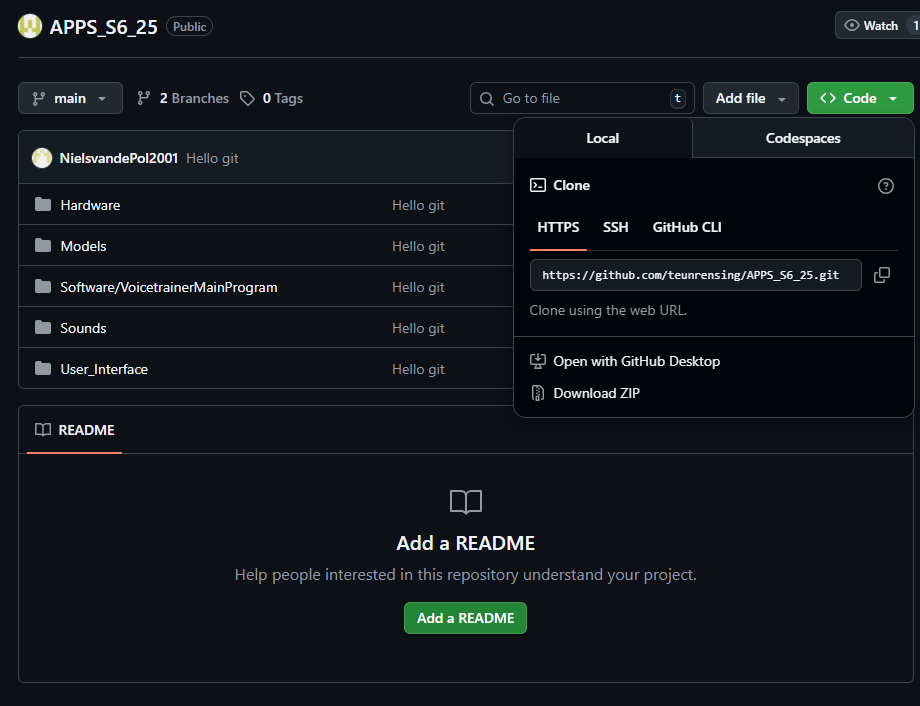 APPS_S6_25 Public
Watch 1
main 2 Branches 0 Tags Go to file t Add file Code
Local Codespaces
NielsvandePol2001 Hello git
Clone
Hardware Hello git
HTTPS SSH GitHub CLI
Models Hello git
https://github.com/teunrensing/APPS_S6_25.git
Software/VoicetrainerMainProgram Hello git
Clone using the web URL.
Sounds Hello git
Open with GitHub Desktop
User_Interface Hello git
Download ZIP
README
Add a README
Help people interested in this repository understand your project.
Add a README